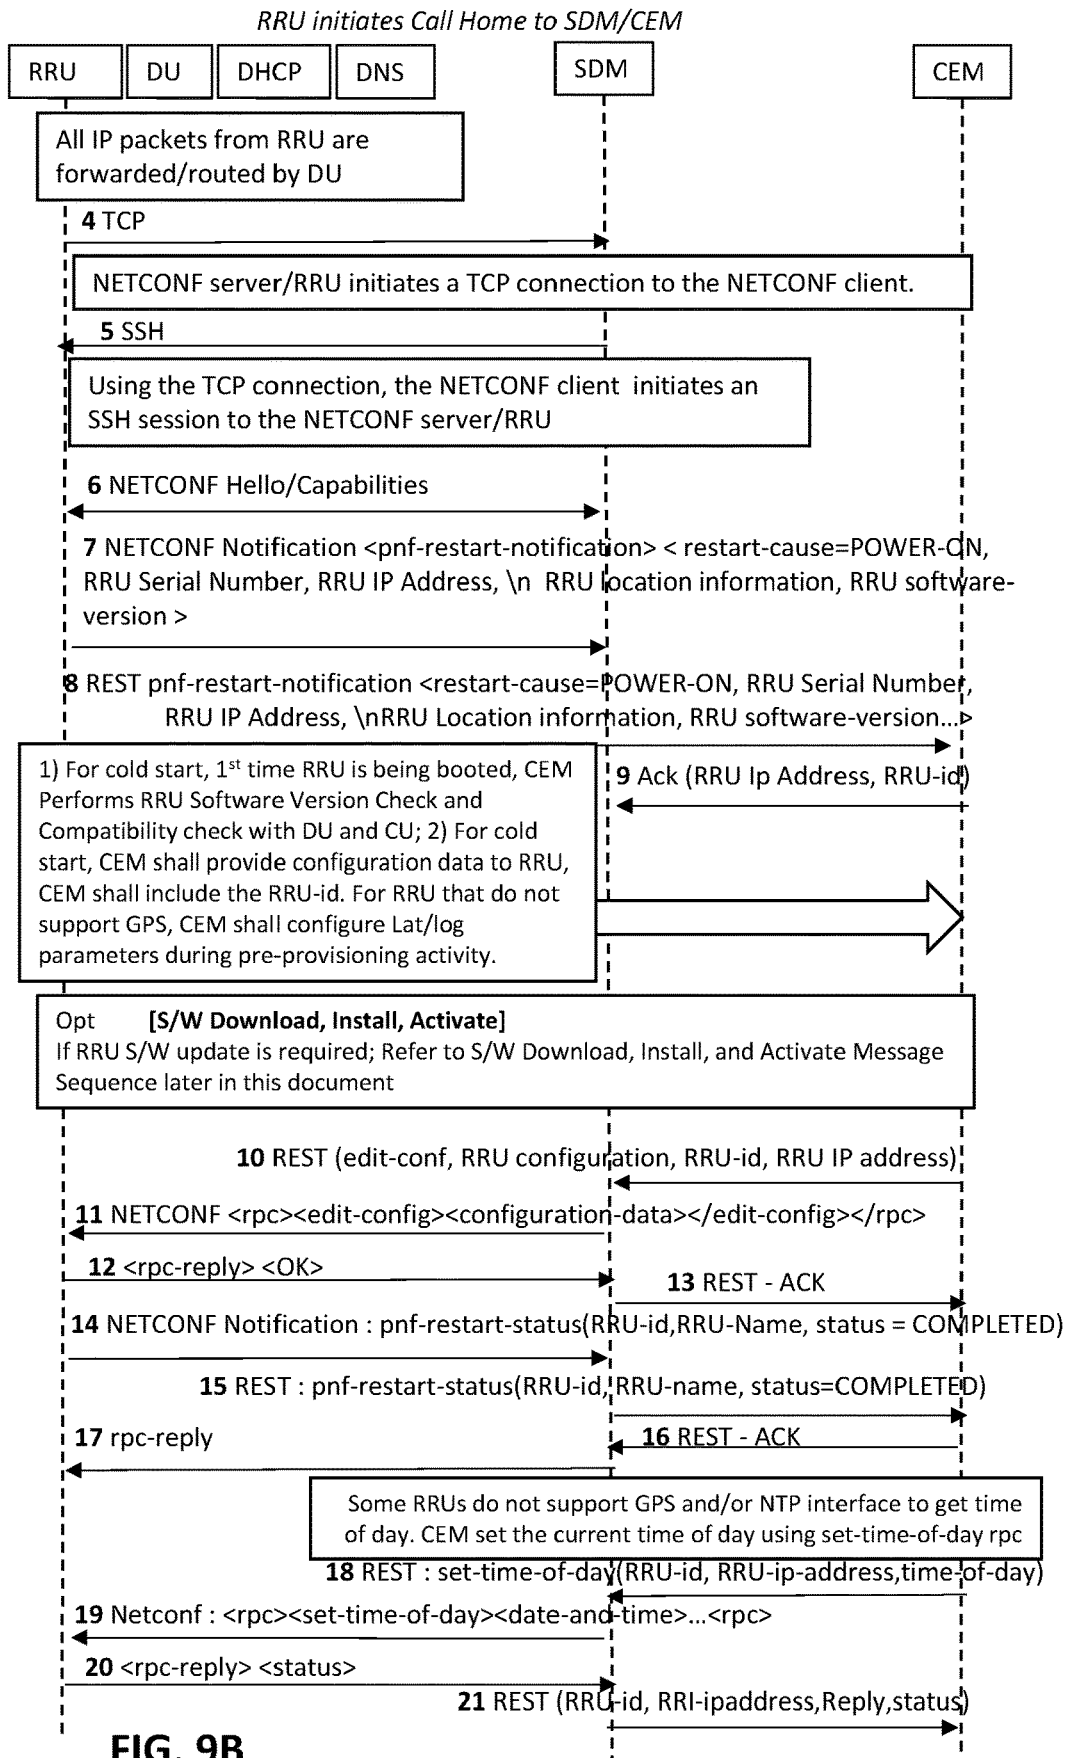 RRU initiates Call Home to SDM/CEM
RRU DU DHCP DNS SDM CEM
All IP packets from RRU are
forwarded/routed by DU
4 TCP
NETCONF server/RRU initiates a TCP connection to the NETCONF client.
5 SSH
Using the TCP connection, the NETCONF client initiates an
SSH session to the NETCONF server/RRU
6 NETCONF Hello/Capabilities
7 NETCONF Notification <pnf-restart-notification> < restart-cause=POWER-ON,
RRU Serial Number, RRU IP Address, \n RRU location information, RRU software-
version >
8 REST pnf-restart-notification <restart-cause=POWER-ON, RRU Serial Number,
RRU IP Address, \nRRU Location information, RRU software-version...>
1) For cold start, 1st time RRU is being booted, CEM
Performs RRU Software Version Check and
Compatibility check with DU and CU; 2) For cold
start, CEM shall provide configuration data to RRU,
CEM shall include the RRU-id. For RRU that do not
support GPS, CEM shall configure Lat/log
parameters during pre-provisioning activity.
9 Ack (RRU Ip Address, RRU-id)
Opt [S/W Download, Install, Activate]
If RRU S/W update is required; Refer to S/W Download, Install, and Activate Message
Sequence later in this document
10 REST (edit-conf, RRU configuration, RRU-id, RRU IP address)
11 NETCONF <rpc><edit-config><configuration-data></edit-config></rpc>
12 <rpc-reply> <OK>
13 REST - ACK
14 NETCONF Notification : pnf-restart-status(RRU-id,RRU-Name, status = COMPLETED)
15 REST : pnf-restart-status(RRU-id, RRU-name, status=COMPLETED)
17 rpc-reply
16 REST - ACK
Some RRUs do not support GPS and/or NTP interface to get time
of day. CEM set the current time of day using set-time-of-day rpc
18 REST : set-time-of-day(RRU-id, RRU-ip-address,time-of-day)
19 Netconf : <rpc><set-time-of-day><date-and-time>...<rpc>
20 <rpc-reply> <status>
21 REST (RRU-id, RRI-ipaddress,Reply,status)
FIG. 9B